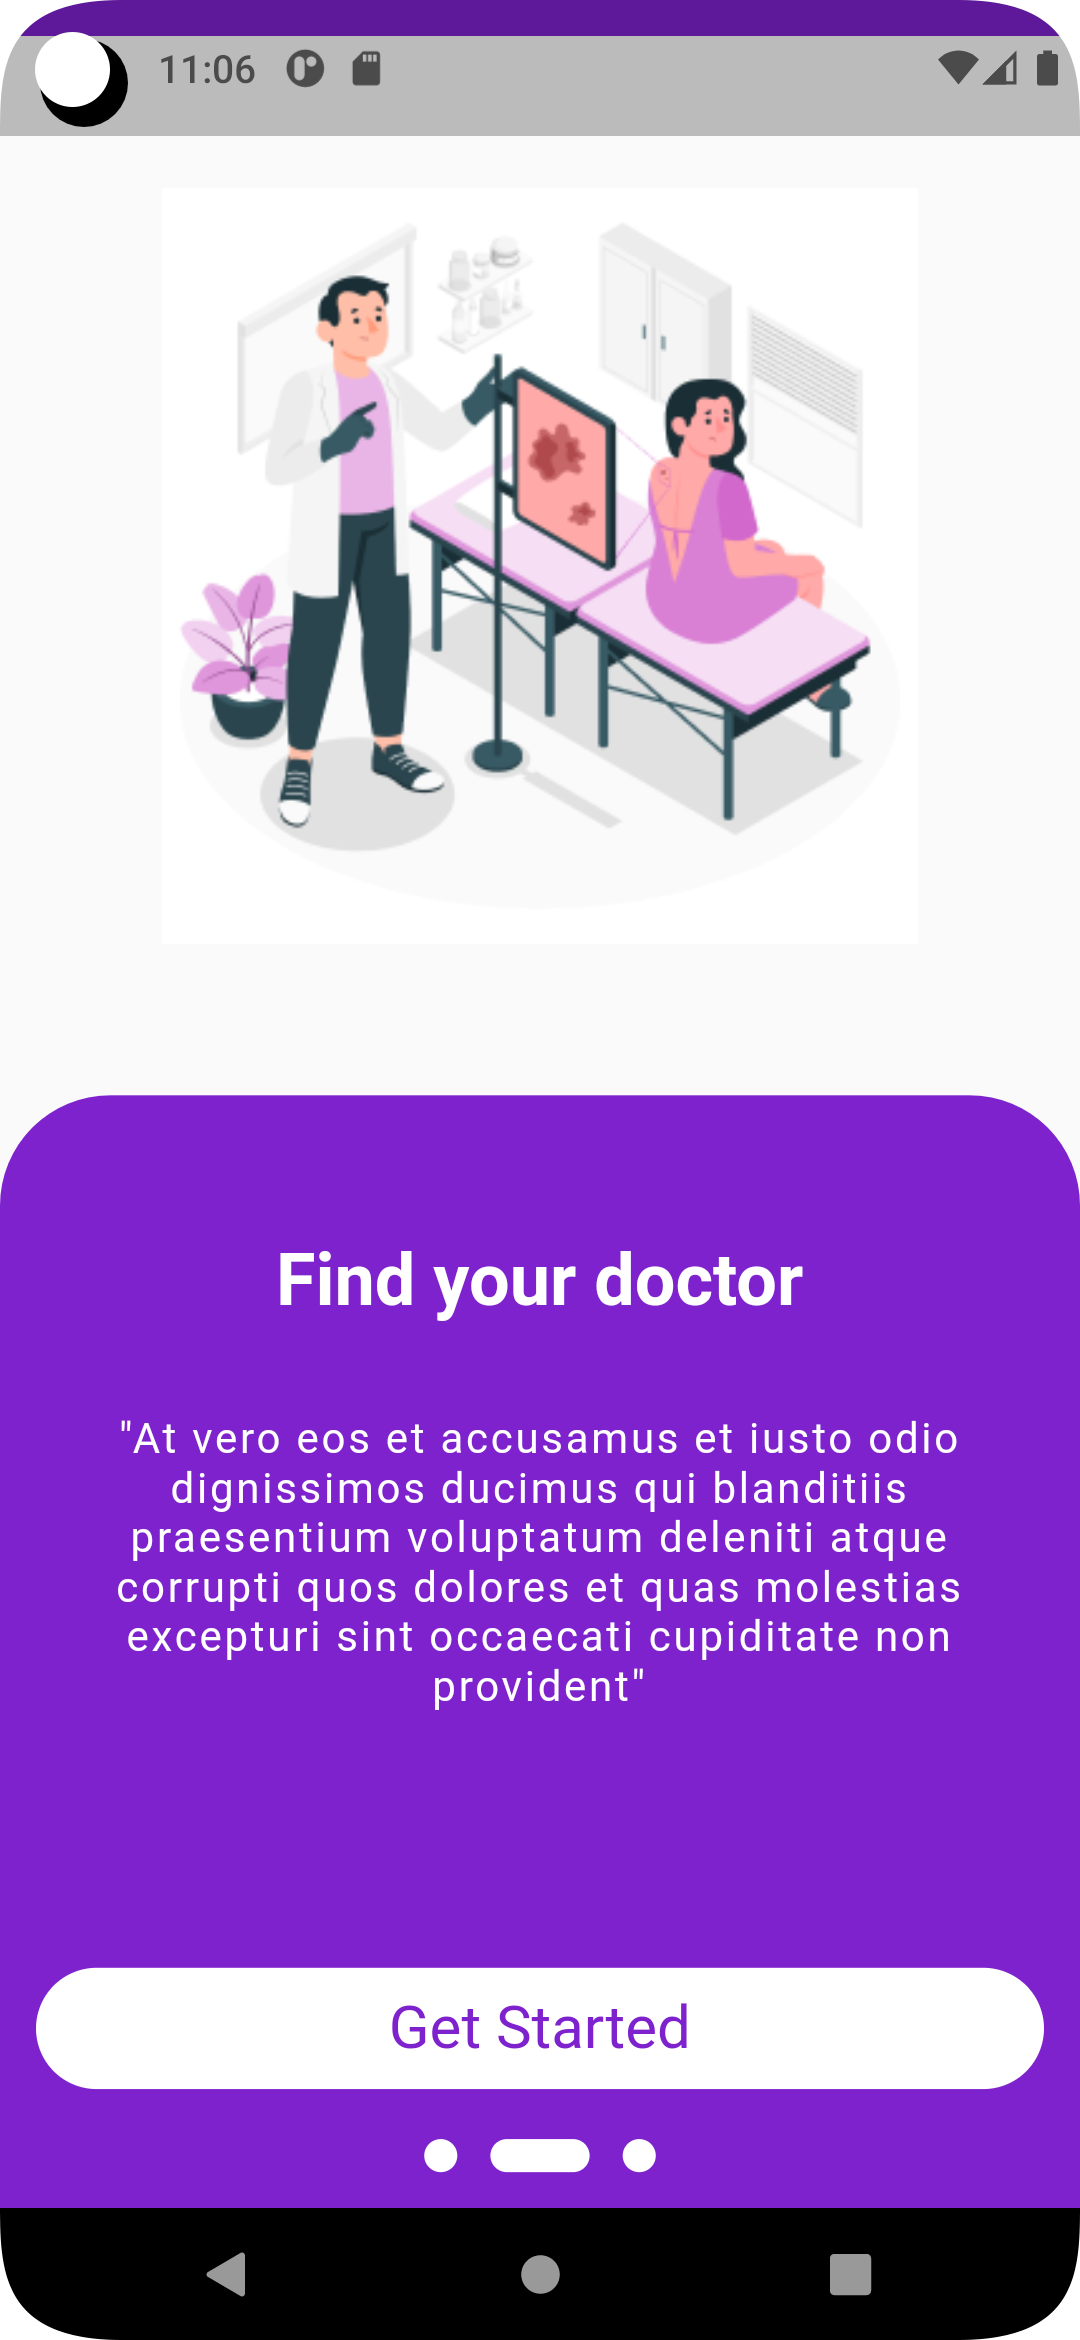 11:06
Find your doctor
"At vero eos et accusamus et iusto odio
dignissimos ducimus qui blanditiis
praesentium voluptatum deleniti atque
corrupti quos dolores et quas molestias
excepturi sint occaecati cupiditate non
provident"
Get Started